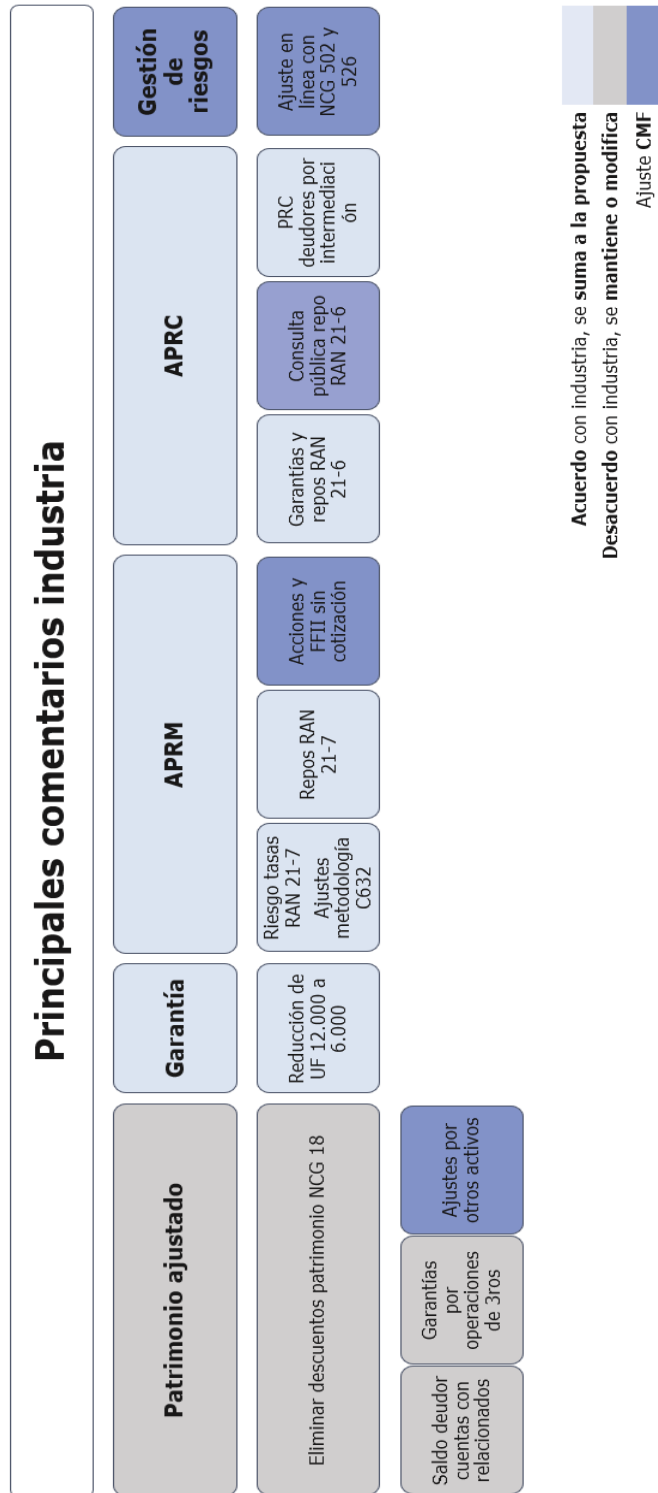 Principales comentarios industria
Patrimonio ajustado
Garantía
APRM
APRC
Gestión
de
riesgos
Eliminar descuentos patrimonio NCG 18
Reducción de
UF 12.000 a
6.000
Riesgo tasas
RAN 21-7
Ajustes
metodología
C632
Repos RAN
21-7
Acciones y
FFII sin
cotización
Garantías y
repos RAN
21-6
Consulta
pública repo
RAN 21-6
PRC
deudores por
intermediaci
ón
Ajuste en
línea con
NCG 502 y
526
Saldo deudor
cuentas con
relacionados
Garantías
por
operaciones
de 3ros
Ajustes por
otros activos
Acuerdo con industria, se suma a la propuesta
Desacuerdo con industria, se mantiene o modifica
Ajuste CMF